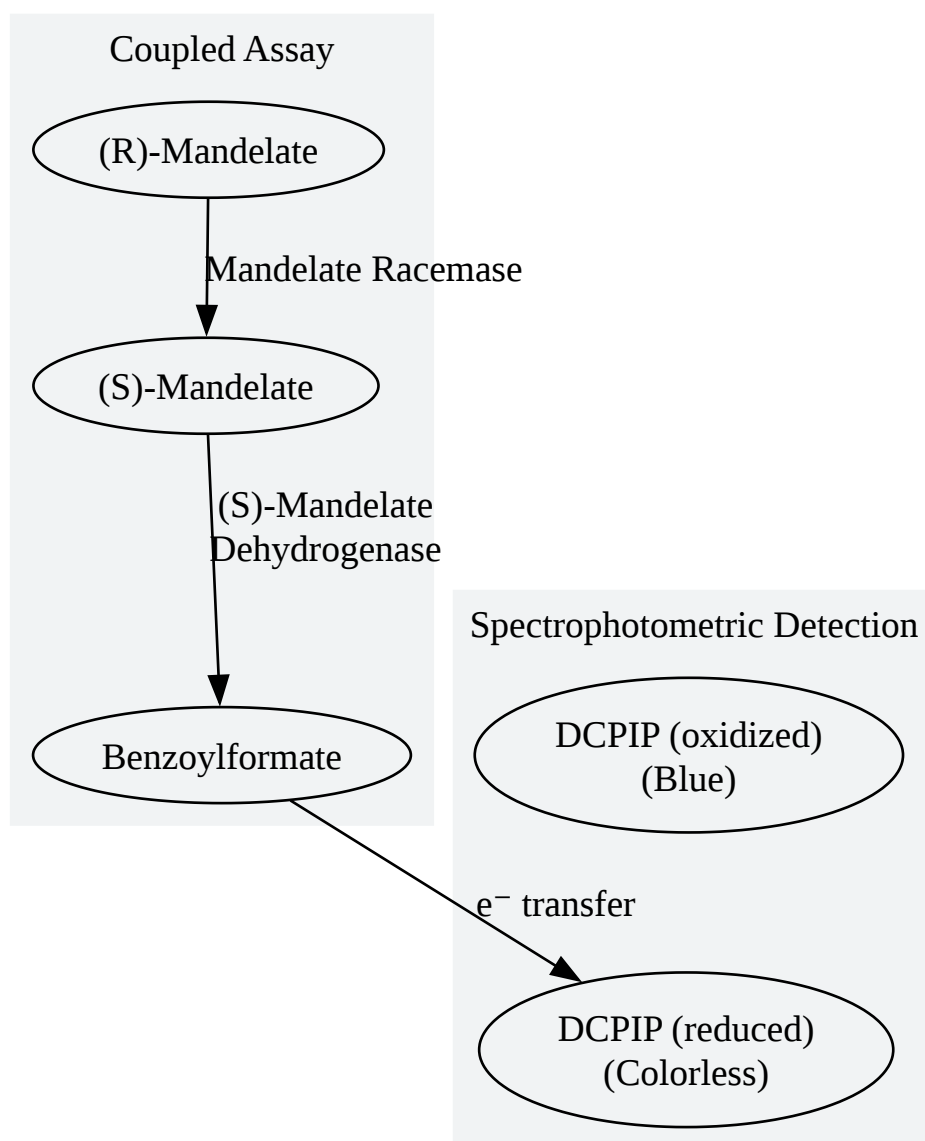 Coupled Assay
(R)-Mandelate
Mandelate Racemase
(S)-Mandelate
(S)-Mandelate
Dehydrogenase
Benzoylformate
Spectrophotometric Detection
DCPIP (oxidized)
(Blue)
e⁻ transfer
DCPIP (reduced)
(Colorless)